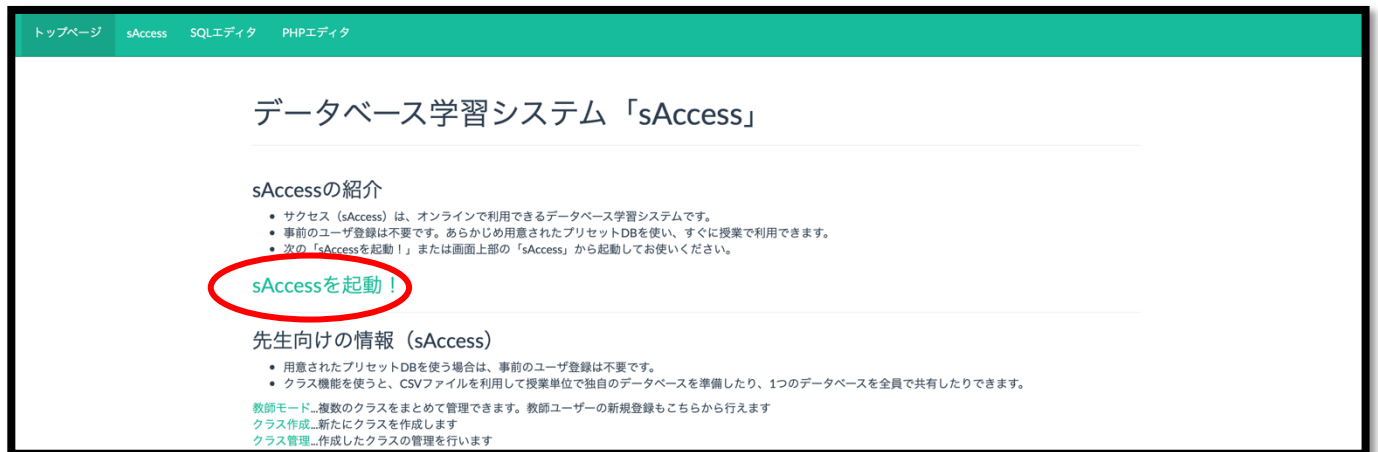 トップページ sAccess SQLエディタ PHPエディタ
データベース学習システム「sAccess」
sAccessの紹介
サクセス（sAccess）は、オンラインで利用できるデータベース学習システムです。
事前のユーザ登録は不要です。あらかじめ用意されたプリセットDBを使い、すぐに授業で利用できます。
次の「sAccessを起動！」または画面上部の「sAccess」から起動してお使いください。
sAccessを起動！
先生向けの情報（sAccess）
用意されたプリセットDBを使う場合は、事前のユーザ登録は不要です。
クラス機能を使うと、CSVファイルを利用して授業単位で独自のデータベースを準備したり、1つのデータベースを全員で共有したりできます。
教師モード...複数のクラスをまとめて管理できます。教師ユーザーの新規登録もこちらから行えます
クラス作成...新たにクラスを作成します
クラス管理...作成したクラスの管理を行います